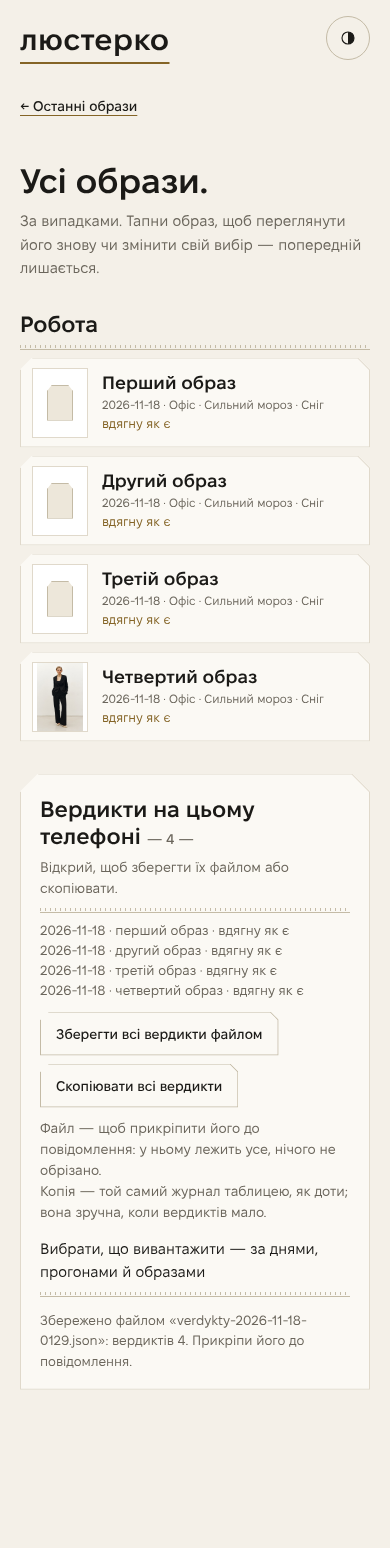 люстерко
← Останні образи
Усі образи.
За випадками. Тапни образ, щоб переглянути
його знову чи змінити свій вибір — попередній
лишається.
Робота
Перший образ
2026-11-18 · Офіс · Сильний мороз · Сніг
вдягну як є
Другий образ
2026-11-18 · Офіс · Сильний мороз · Сніг
вдягну як є
Третій образ
2026-11-18 · Офіс · Сильний мороз · Сніг
вдягну як є
Четвертий образ
2026-11-18 · Офіс · Сильний мороз · Сніг
вдягну як є
Вердикти на цьому
телефоні — 4 —
Відкрий, щоб зберегти їх файлом або
скопіювати.
2026-11-18 · перший образ · вдягну як є
2026-11-18 · другий образ · вдягну як є
2026-11-18 · третій образ · вдягну як є
2026-11-18 · четвертий образ · вдягну як є
Зберегти всі вердикти файлом
Скопіювати всі вердикти
Файл — щоб прикріпити його до
повідомлення: у ньому лежить усе, нічого не
обрізано.
Копія — той самий журнал таблицею, як доти;
вона зручна, коли вердиктів мало.
Вибрати, що вивантажити — за днями,
прогонами й образами
Збережено файлом «verdykty-2026-11-18-
0129.json»: вердиктів 4. Прикріпи його до
повідомлення.